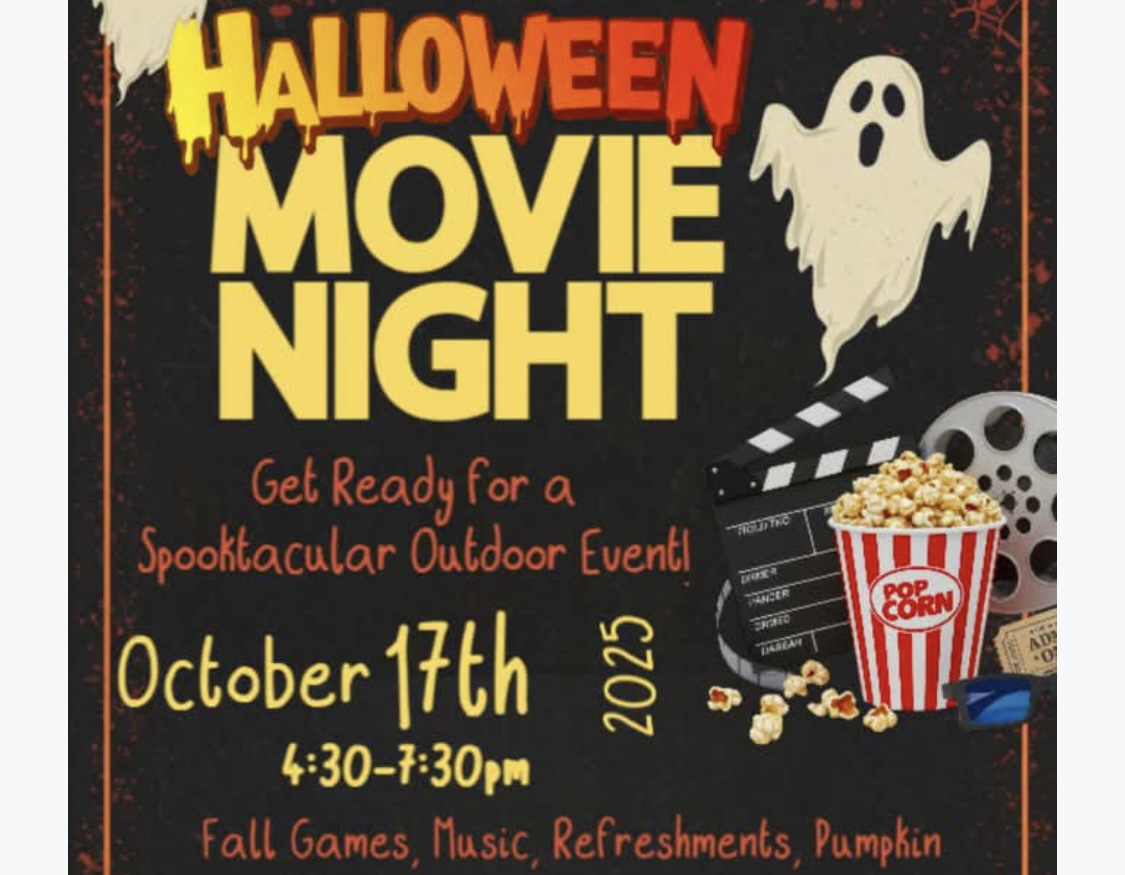 HALLOWEEN
MOVIE
NIGHT
Get Ready for a
Spooktacular Outdoor Event!
October 17th
2025
4:30-7:30pm
Fall Games, Music, Refreshments, Pumpkin
POP
CORN